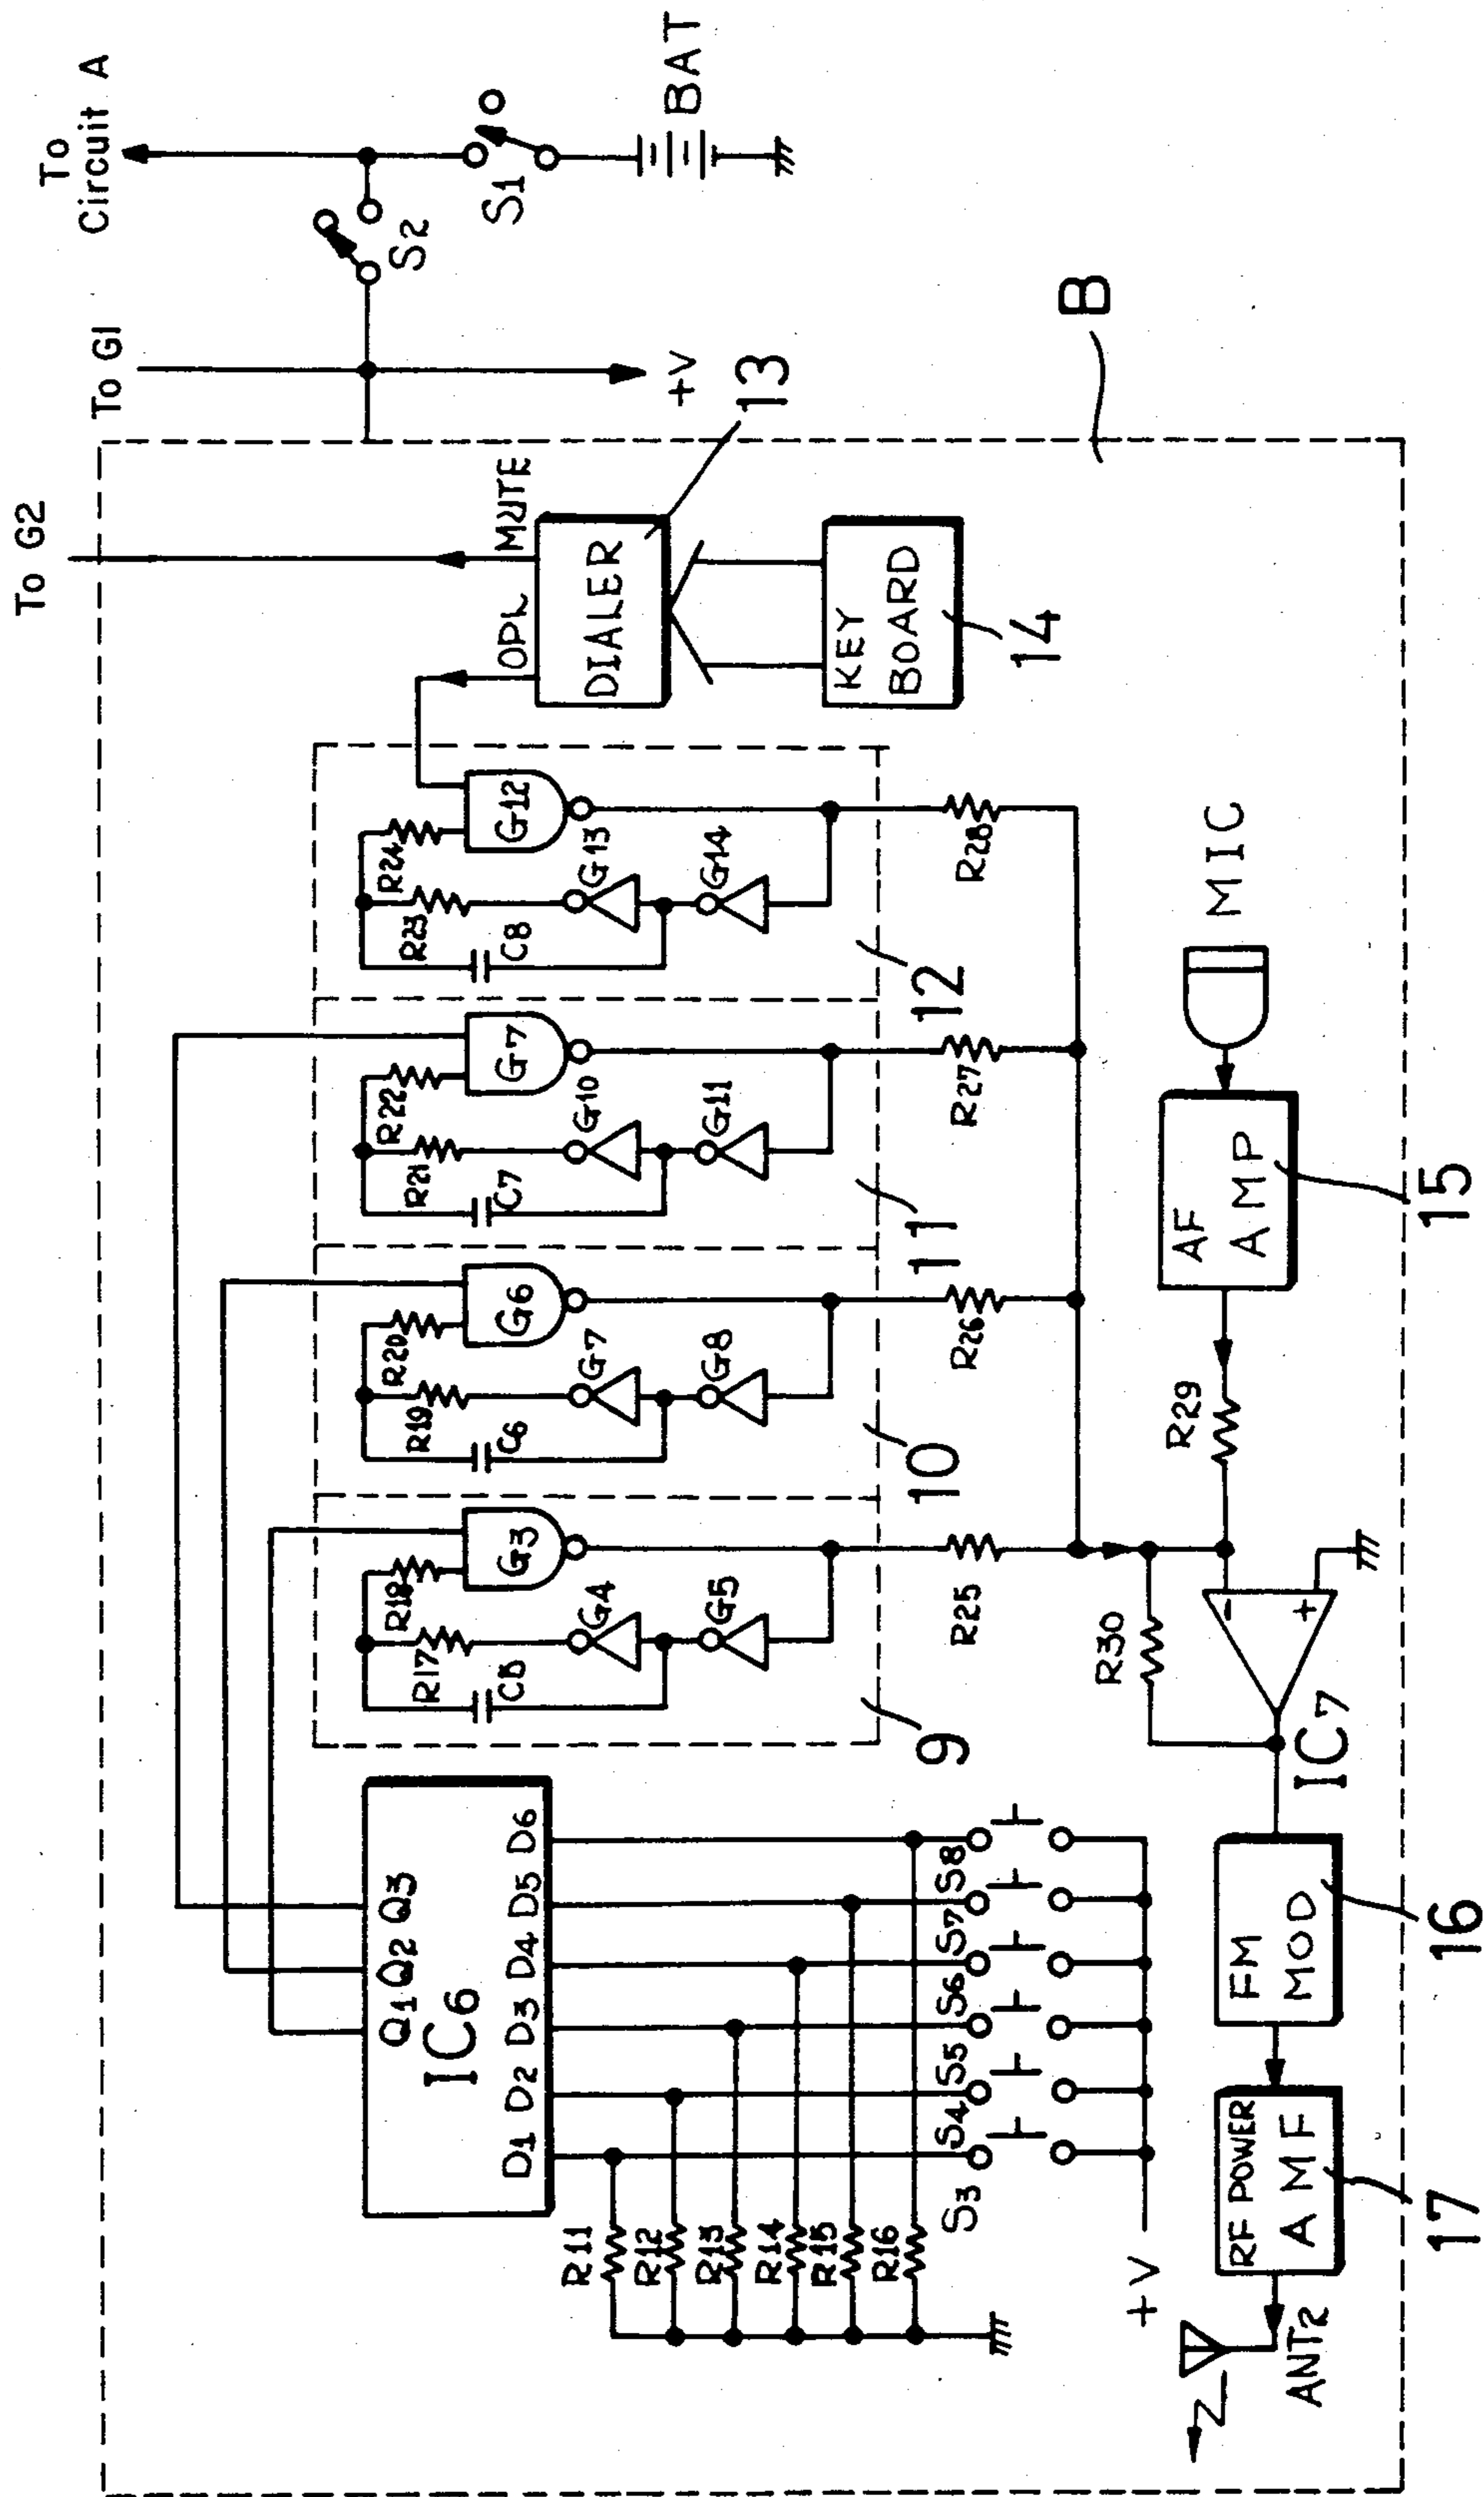 To G2
To G1
To
Circuit A
MUTE
OPL
DIALER
13
KEY
BOARD
14
+V
S2
S1
BAT
B
Q1
Q2
Q3
IC6
D1
D2
D3
D4
D5
D6
R11
R12
R13
R14
R15
R16
S3
S4
S5
S6
S7
S8
+V
R17
R18
C5
G3
G4
G5
9
R19
R20
C6
G6
G7
G8
10
R21
R22
C7
G7
G10
G11
11
R23
R24
C8
G12
G13
G14
12
R25
R26
R27
R28
MIC
AF
AMP
15
R29
R30
-
+
IC7
FM
MOD
16
RF POWER
AMF
17
ANT2